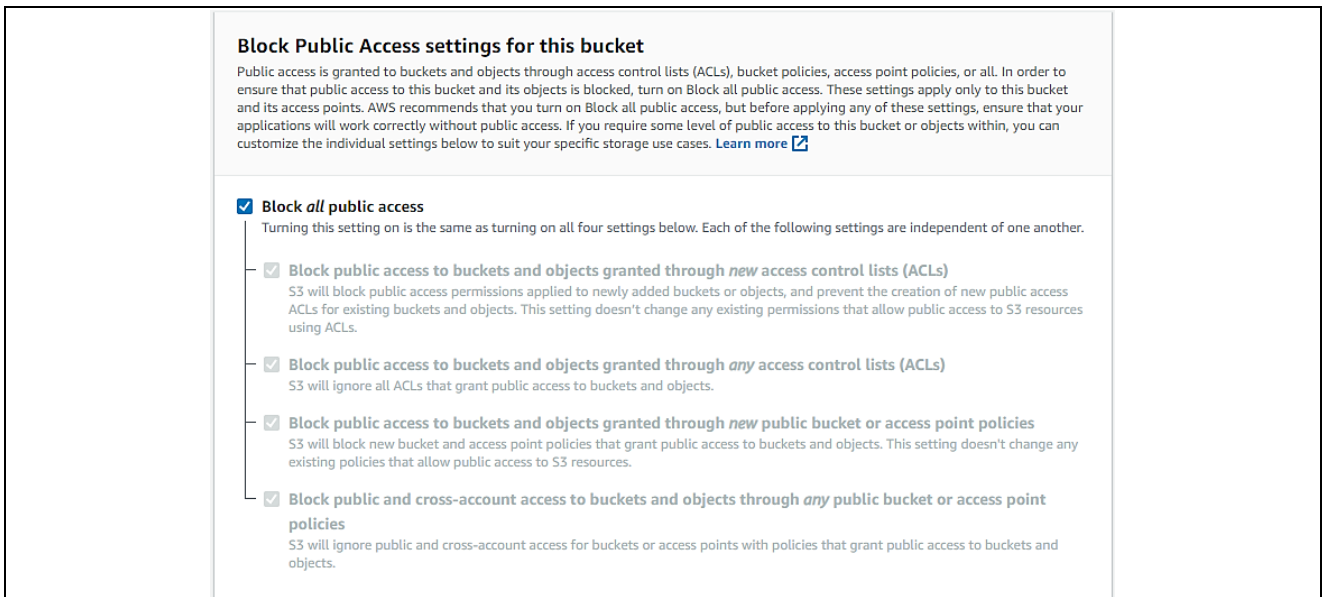 Block Public Access settings for this bucket
Public access is granted to buckets and objects through access control lists (ACLs), bucket policies, access point policies, or all. In order to
ensure that public access to this bucket and its objects is blocked, turn on Block all public access. These settings apply only to this bucket
and its access points. AWS recommends that you turn on Block all public access, but before applying any of these settings, ensure that your
applications will work correctly without public access. If you require some level of public access to this bucket or objects within, you can
customize the individual settings below to suit your specific storage use cases. Learn more
Block all public access
Turning this setting on is the same as turning on all four settings below. Each of the following settings are independent of one another.
Block public access to buckets and objects granted through new access control lists (ACLs)
S3 will block public access permissions applied to newly added buckets or objects, and prevent the creation of new public access
ACLs for existing buckets and objects. This setting doesn't change any existing permissions that allow public access to S3 resources
using ACLs.
Block public access to buckets and objects granted through any access control lists (ACLs)
S3 will ignore all ACLs that grant public access to buckets and objects.
Block public access to buckets and objects granted through new public bucket or access point policies
S3 will block new bucket and access point policies that grant public access to buckets and objects. This setting doesn't change any
existing policies that allow public access to S3 resources.
Block public and cross-account access to buckets and objects through any public bucket or access point
policies
S3 will ignore public and cross-account access for buckets or access points with policies that grant public access to buckets and
objects.